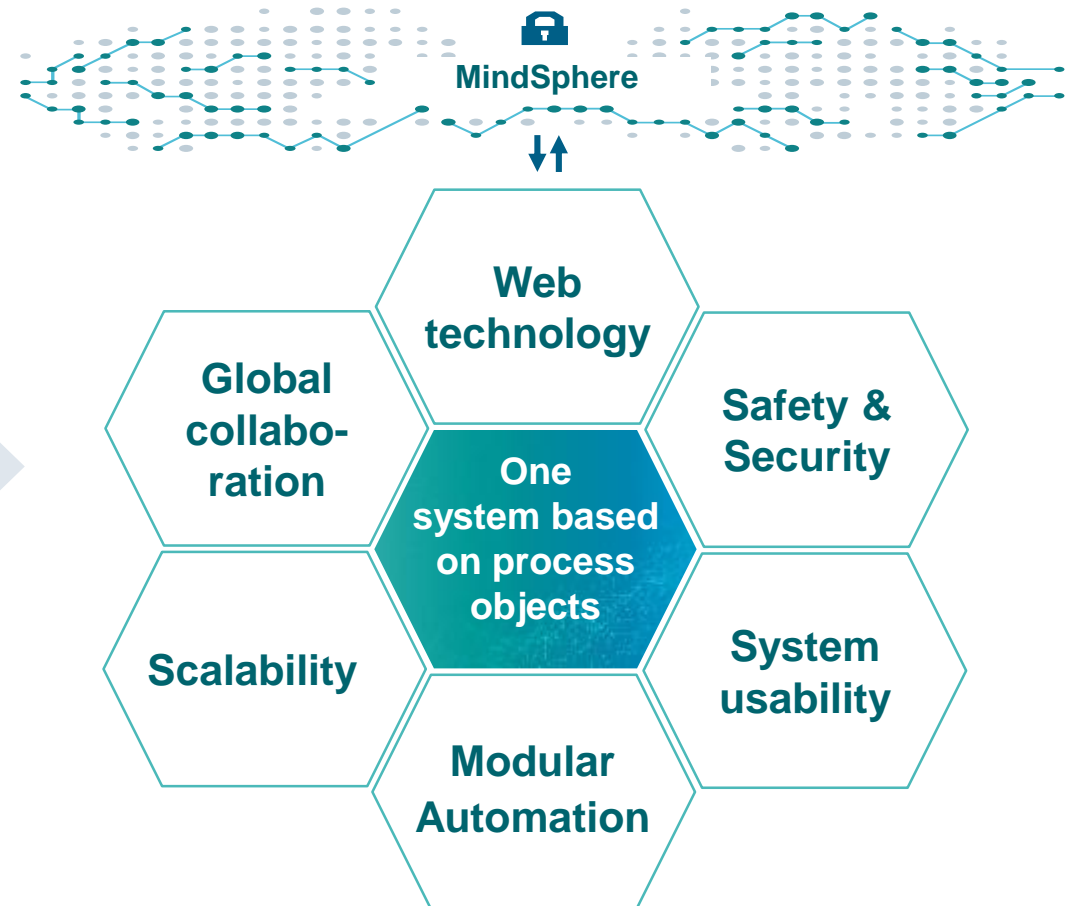 MindSphere
Web
technology
Global
collabo-
ration
Safety &
Security
One
system based
on process
objects
Scalability
System
usability
Modular
Automation